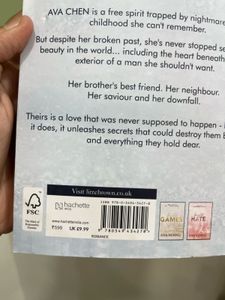 AVA CHEN is a free spirit trapped by nightmare
childhood she can't remember.
But despite her broken past, she's never stopped se
beauty in the world... including the heart beneath
exterior of a man she shouldn't want.
Her brother's best friend. Her neighbour.
Her saviour and her downfall.
Theirs is a love that was never supposed to happen - 
it does, it unleashes secrets that could destroy them b
and everything they hold dear.
Visit littlebrown.co.uk
FSC
hachette
www.hachetteindia.com
₹599 UK £9.99
ROMANCE
9 780349 434278
GAMES
HATE